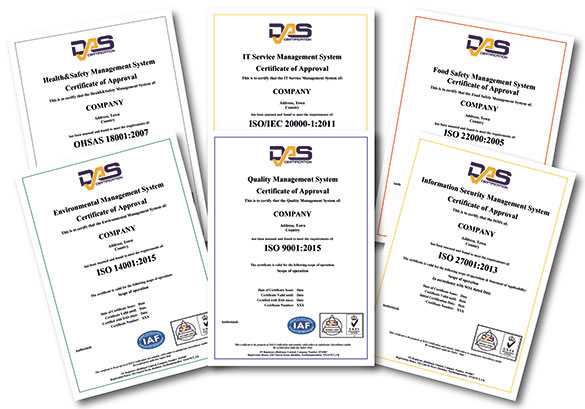 DAS
CERTIFICATION
Health&Safety Management System
Certificate of Approval
This is to certify that the Health&Safety Management System of:
COMPANY
Address, Town
Country
has been assessed and found to meet the requirements of:
OHSAS 18001:2007
DAS
CERTIFICATION
IT Service Management System
Certificate of Approval
This is to certify that the IT Service Management System of:
COMPANY
Address, Town
Country
has been assessed and found to meet the requirements of:
ISO/IEC 20000-1:2011
DAS
CERTIFICATION
Food Safety Management System
Certificate of Approval
This is to certify that the Food Safety Management System of:
COMPANY
Address, Town
Country
has been assessed and found to meet the requirements of:
ISO 22000:2005
DAS
CERTIFICATION
Environmental Management System
Certificate of Approval
This is to certify that the Environmental Management System of:
COMPANY
Address, Town
Country
has been assessed and found to meet the requirements of:
ISO 14001:2015
The certificate is valid for the following scope of operation:
Scope of operation
Date of Certificate Issue: Date
Certificate Valid until: Date
Certified with DAS since: Date
Certificate Number: XXX
Authorised:
IAF
DAS
CERTIFICATION
Quality Management System
Certificate of Approval
This is to certify that the Quality Management System of:
COMPANY
Address, Town
Country
has been assessed and found to meet the requirements of:
ISO 9001:2015
The certificate is valid for the following scope of operation:
Scope of operation
Date of Certificate Issue: Date
Certificate Valid until: Date
Certified with DAS since: Date
Certificate Number: XXX
Authorised:
IAF
UKAS
DAS
CERTIFICATION
Information Security Management System
Certificate of Approval
This is to certify that the ISMS of:
COMPANY
Address, Town
Country
has been assessed and found to meet the requirements of:
ISO 27001:2013
The certificate is valid for the following scope of operation & Statement of Applicability:
Scope of operation
In accordance with SOA dated Date
Date of Certificate Issue: Date
Certificate Valid until: Date
Certificate Number: XXX
Authorised:
UKAS